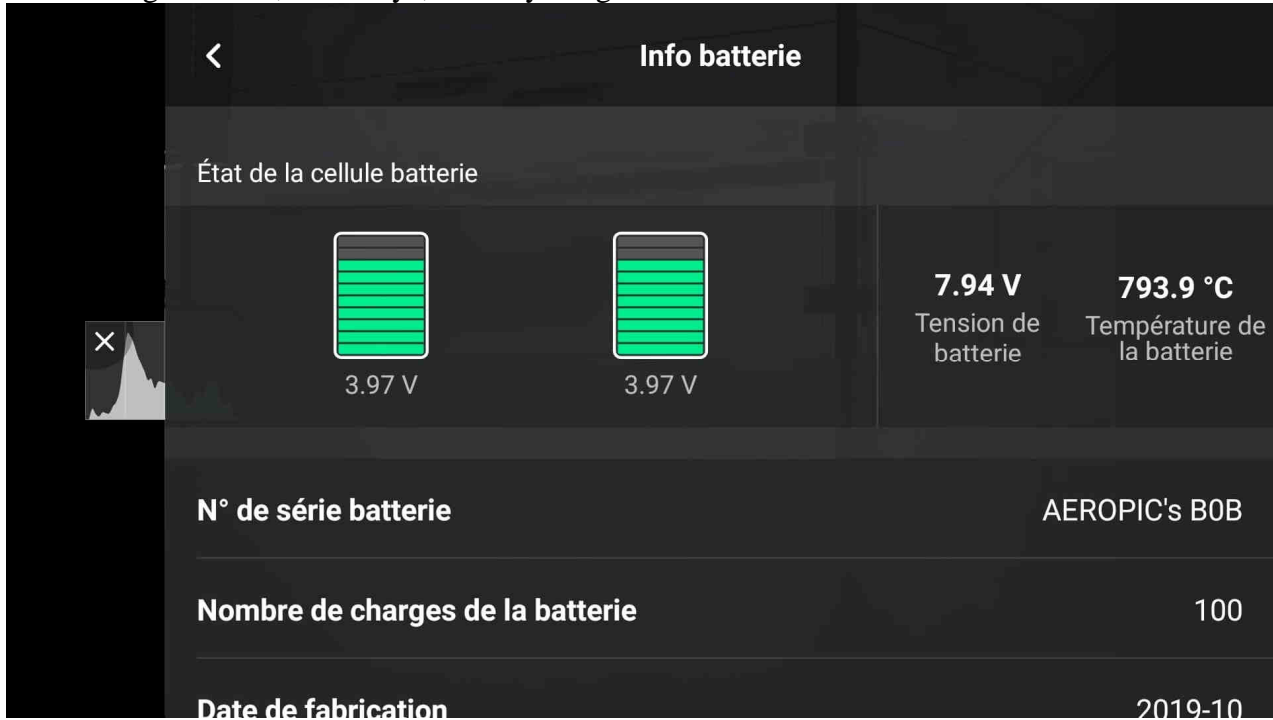 Info batterie
État de la cellule batterie
3.97 V
3.97 V
7.94 V
Tension de
batterie
793.9 °C
Température de
la batterie
N° de série batterie
AEROPIC's B0B
Nombre de charges de la batterie
100
Date de fabrication
2019-10